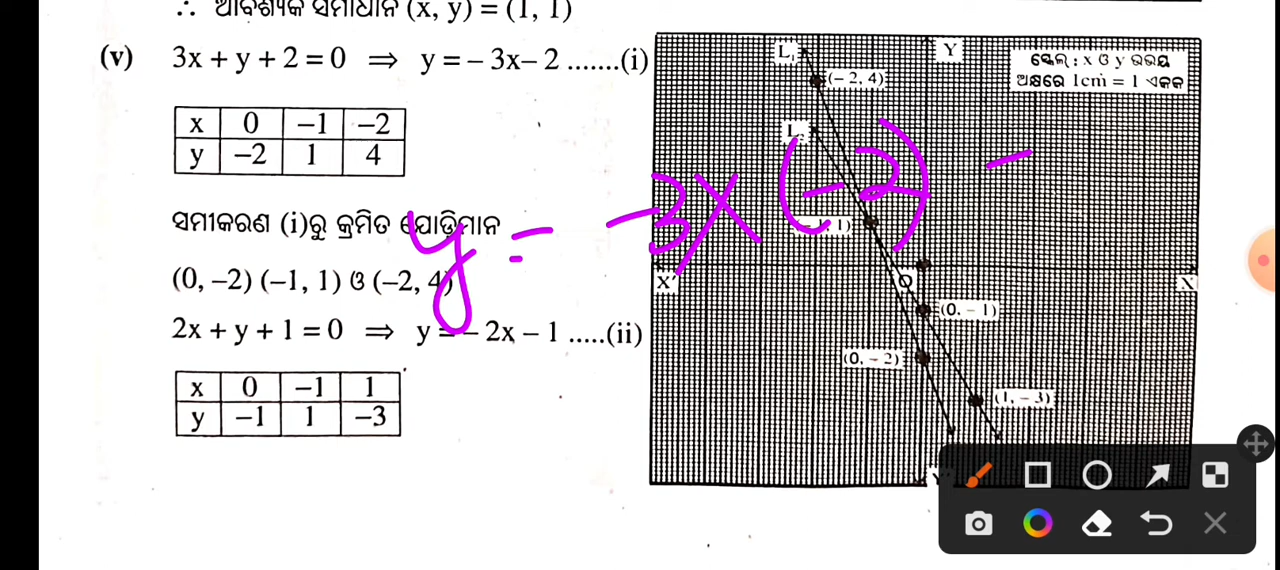 ∴ ଆବଶ୍ୟକ ସମାଧାନ (x, y) = (1, 1)
(v) 3x + y + 2 = 0 ⇒ y = – 3x– 2 .......(i)
x 0 –1 –2
y –2 1 4
ସମୀକରଣ (i)ରୁ କ୍ରମିତ ଯୋଡ଼ିମାନ
(0, –2) (–1, 1) ଓ (–2, 4)
2x + y + 1 = 0 ⇒ y = – 2x – 1 .....(ii)
x 0 –1 1
y –1 1 –3
L₁
Y
ସ୍କେଲ୍ : x ଓ y ଉଭୟ
ଅକ୍ଷରେ 1cm = 1 ଏକକ
(– 2, 4)
L₂
y = –3x (–2) –
(– 1, 1)
X′
O
X
(0, – 1)
(0, – 2)
(1, – 3)